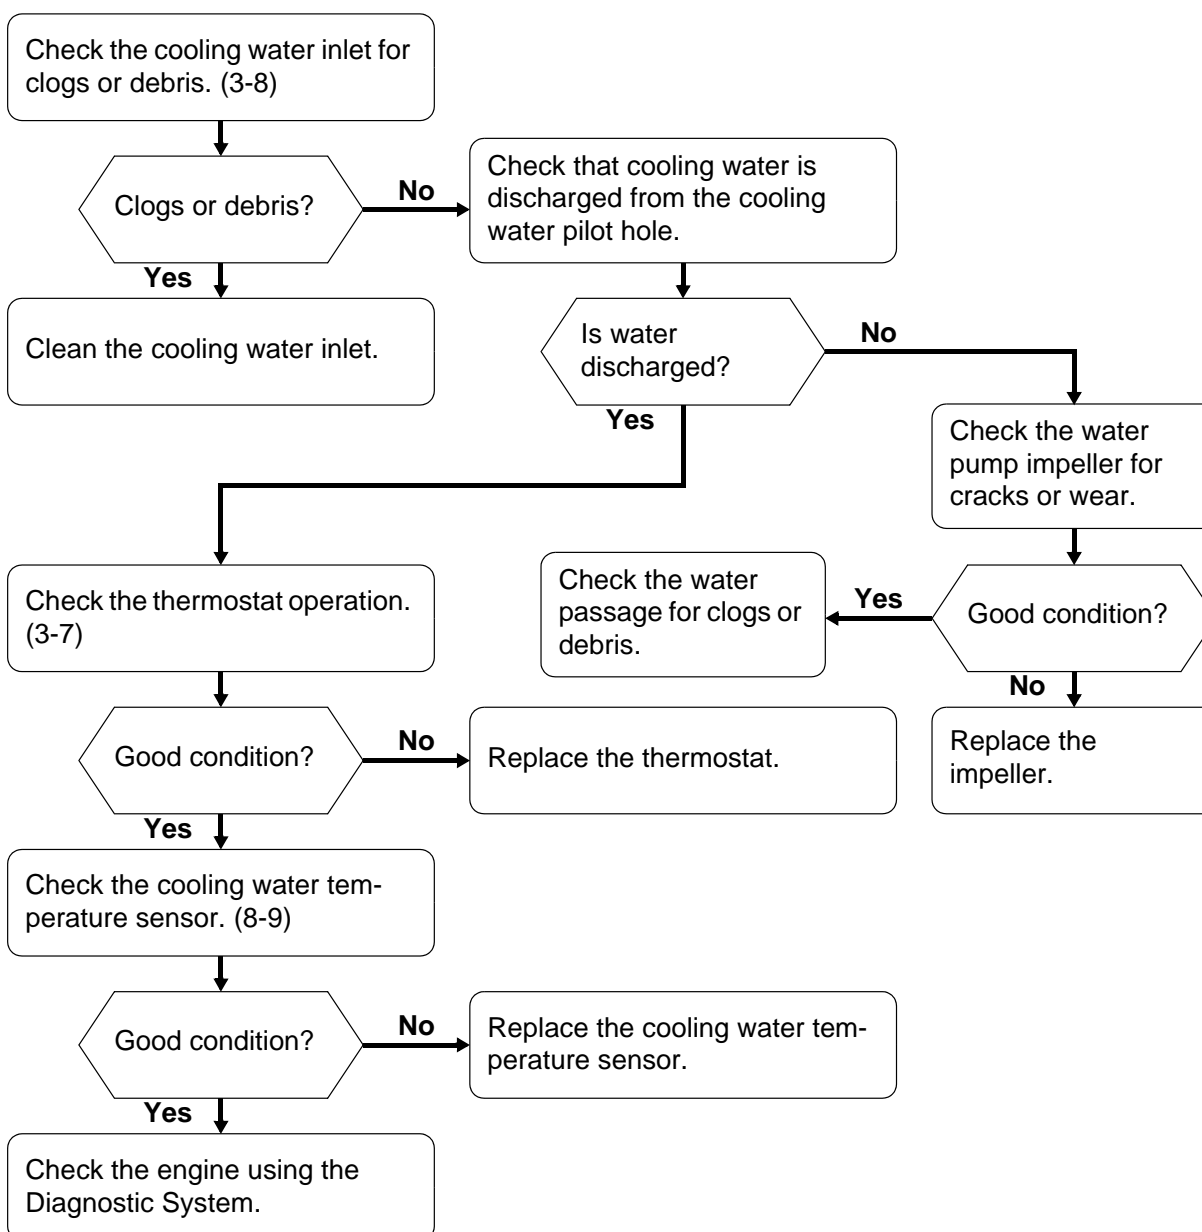 Check the cooling water inlet for
clogs or debris. (3-8)
Clogs or debris?
No
Check that cooling water is
discharged from the cooling
water pilot hole.
Yes
Clean the cooling water inlet.
Is water
discharged?
No
Yes
Check the water
pump impeller for
cracks or wear.
Check the thermostat operation.
(3-7)
Check the water
passage for clogs or
debris.
Yes
Good condition?
No
Replace the
impeller.
Good condition?
No
Replace the thermostat.
Yes
Check the cooling water tem-
perature sensor. (8-9)
Good condition?
No
Replace the cooling water tem-
perature sensor.
Yes
Check the engine using the
Diagnostic System.